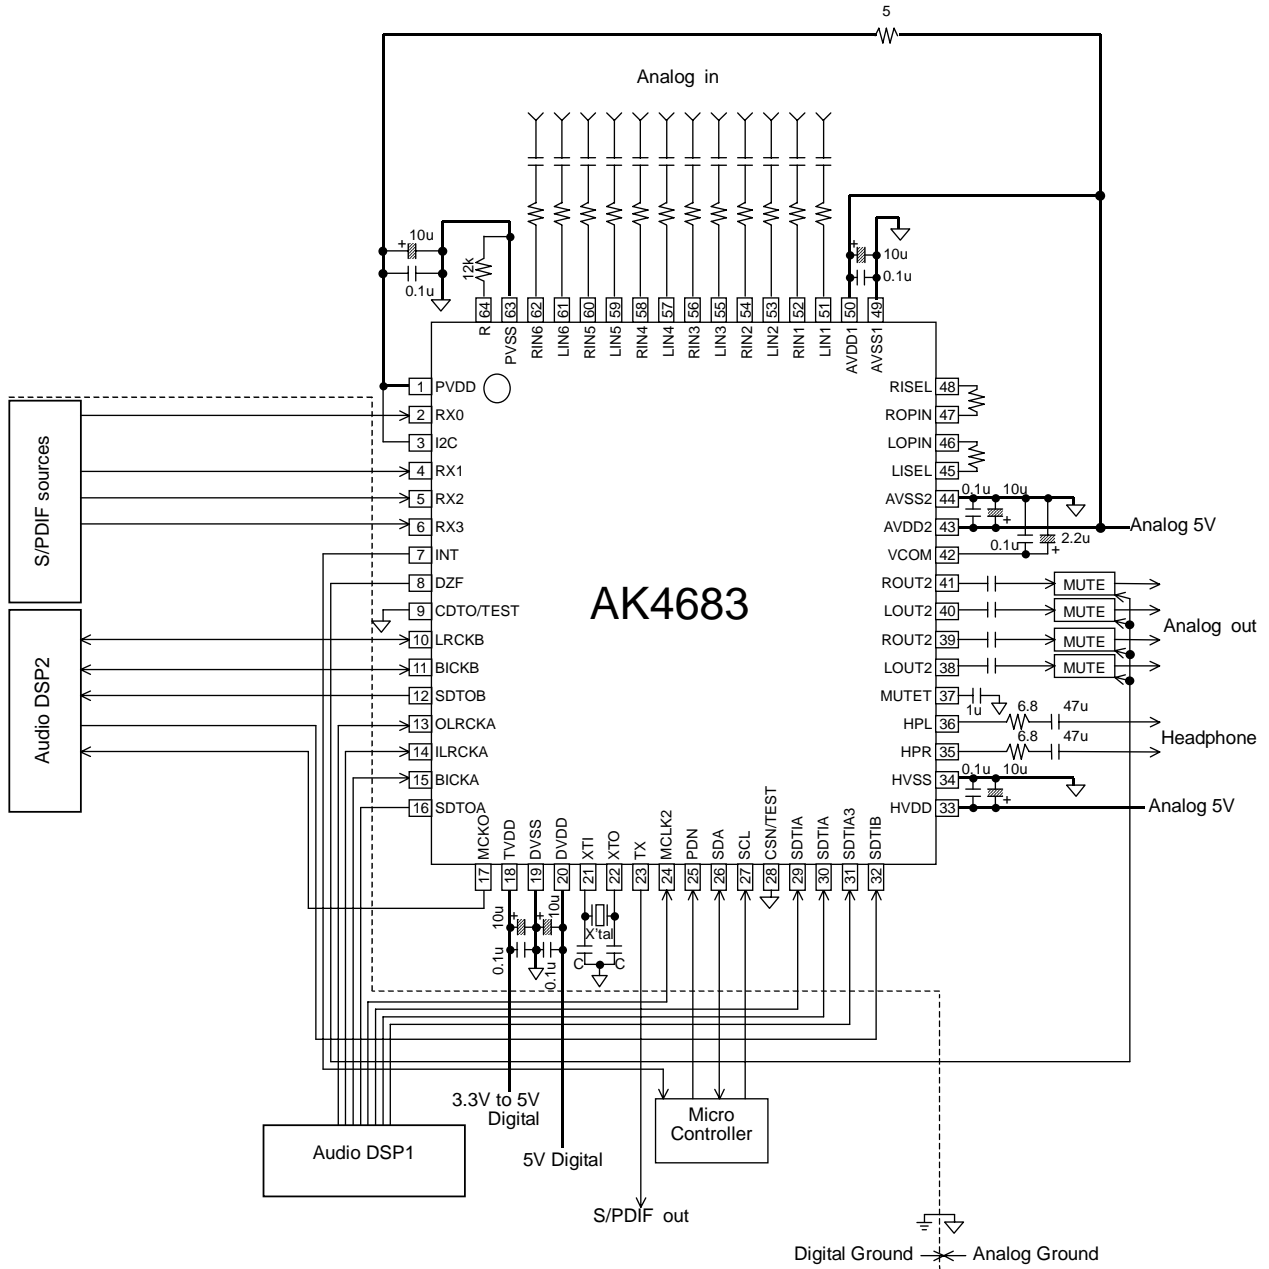 5
Analog in
10u
0.1u
12k
10u
0.1u
64 63 62 61 60 59 58 57 56 55 54 53 52 51 50 49
R PVSS RIN6 LIN6 RIN5 LIN5 RIN4 LIN4 RIN3 LIN3 RIN2 LIN2 RIN1 LIN1 AVDD1 AVSS1
1 PVDD
2 RX0
3 I2C
4 RX1
5 RX2
6 RX3
7 INT
8 DZF
9 CDTO/TEST
10 LRCKB
11 BICKB
12 SDTOB
13 OLRCKA
14 ILRCKA
15 BICKA
16 SDTOA
S/PDIF sources
Audio DSP2
AK4683
RISEL 48
ROPIN 47
LOPIN 46
LISEL 45
AVSS2 44
AVDD2 43
VCOM 42
ROUT2 41
LOUT2 40
ROUT2 39
LOUT2 38
MUTET 37
HPL 36
HPR 35
HVSS 34
HVDD 33
0.1u 10u
Analog 5V
0.1u 2.2u
MUTE
MUTE
MUTE
MUTE
Analog out
1u
6.8 47u
6.8 47u
Headphone
0.1u 10u
Analog 5V
MCKO TVDD DVSS DVDD XTI XTO TX MCLK2 PDN SDA SCL CSN/TEST SDTIA SDTIA SDTIA3 SDTIB
17 18 19 20 21 22 23 24 25 26 27 28 29 30 31 32
10u
0.1u
10u
0.1u
X'tal
C C
3.3V to 5V
Digital
5V Digital
Micro
Controller
Audio DSP1
S/PDIF out
Digital Ground
Analog Ground